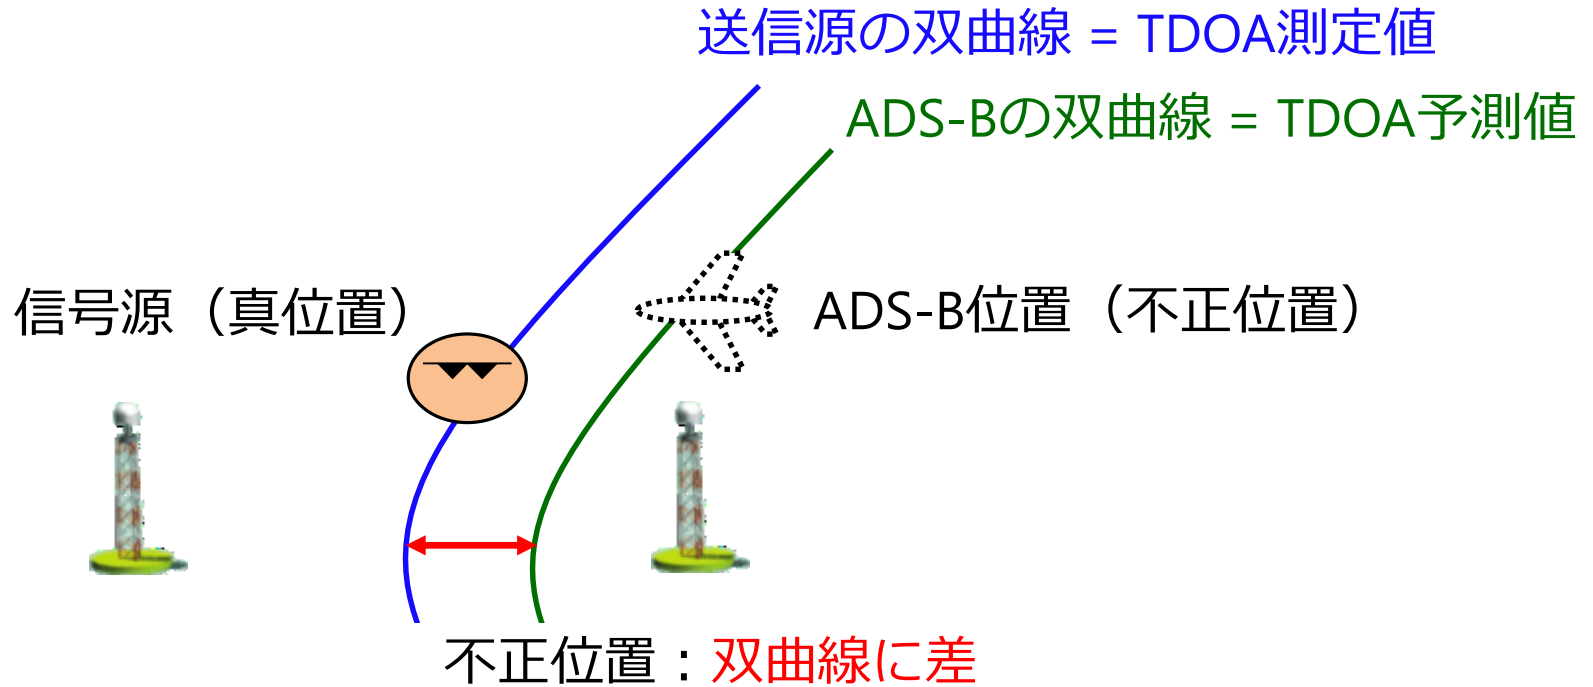 送信源の双曲線 = TDOA測定値
ADS-Bの双曲線 = TDOA予測値
信号源（真位置）
ADS-B位置（不正位置）
不正位置：双曲線に差